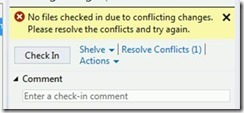 No files checked in due to conflicting changes.
Please resolve the conflicts and try again.
Check In
Shelve
Resolve Conflicts (1)
Actions
Comment
Enter a check-in comment